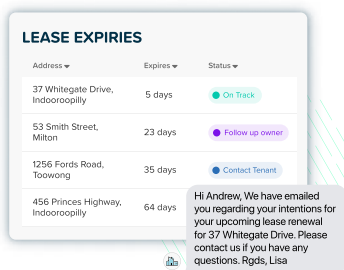 LEASE EXPIRIES
Address Expires Status
37 Whitegate Drive,
Indooroopilly
5 days
On Track
53 Smith Street,
Milton
23 days
Follow up owner
1256 Fords Road,
Toowong
35 days
Contact Tenant
456 Princes Highway,
Indooroopilly
64 days
Hi Andrew, We have emailed
you regarding your intentions for
your upcoming lease renewal
for 37 Whitegate Drive. Please
contact us if you have any
questions. Rgds, Lisa